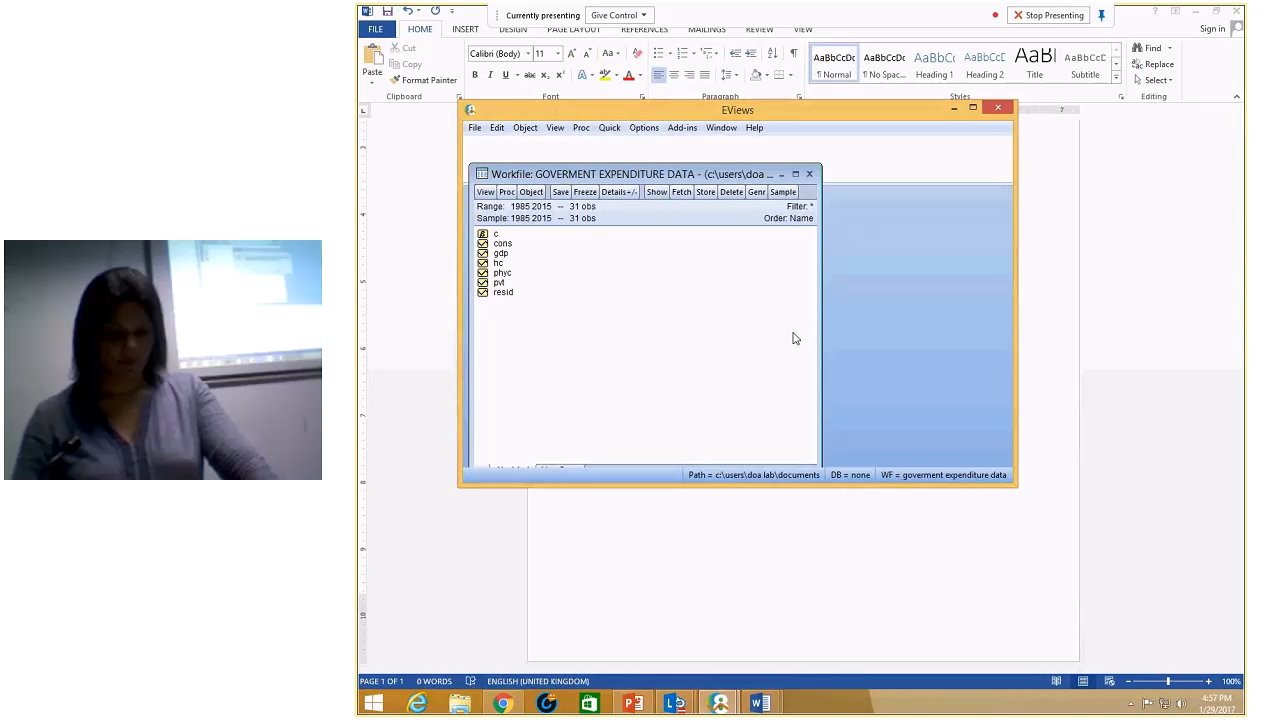 Currently presenting Give Control Stop Presenting
FILE HOME INSERT DESIGN PAGE LAYOUT REFERENCES MAILINGS REVIEW VIEW Sign in
Paste Cut Calibri (Body) 11 Aa AaBbCcDc AaBbCcDc AaBbC( AaBbCcC AaB AaBbCcC Find
Copy Replace
Format Painter B I U abc ¶ Normal ¶ No Spac... Heading 1 Heading 2 Title Subtitle Select
Clipboard Font Paragraph Styles Editing
EViews
File Edit Object View Proc Quick Options Add-ins Window Help
Workfile: GOVERMENT EXPENDITURE DATA - (c:\users\doa ...
View Proc Object Save Freeze Details+/- Show Fetch Store Delete Genr Sample
Range: 1985 2015 -- 31 obs Filter: *
Sample: 1985 2015 -- 31 obs Order: Name
c
cons
gdp
hc
phyc
pvt
resid
Path = c:\users\doa lab\documents DB = none WF = goverment expenditure data
PAGE 1 OF 1 0 WORDS ENGLISH (UNITED KINGDOM) 100%
4:57 PM
1/29/2017